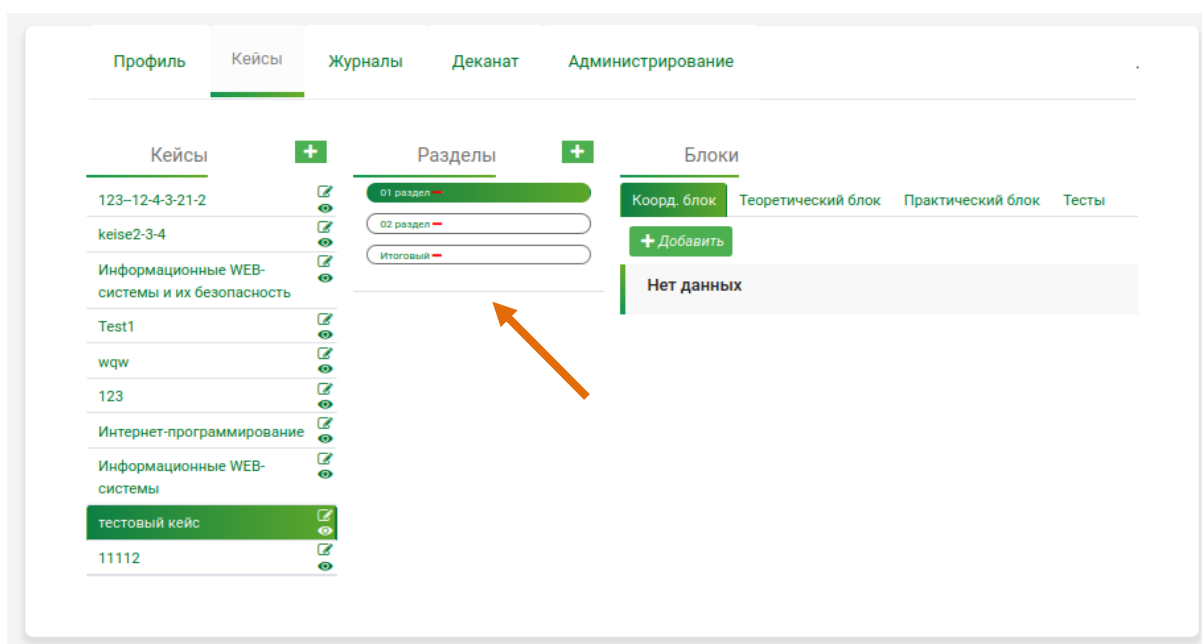 Профиль
Кейсы
Журналы
Деканат
Администрирование
.
Кейсы
123--12-4-3-21-2
keise2-3-4
Информационные WEB-
системы и их безопасность
Test1
wqw
123
Интернет-программирование
Информационные WEB-
системы
тестовый кейс
11112
Разделы
01 раздел
02 раздел
Итоговый
Блоки
Коорд. блок
Теоретический блок
Практический блок
Тесты
Добавить
Нет данных